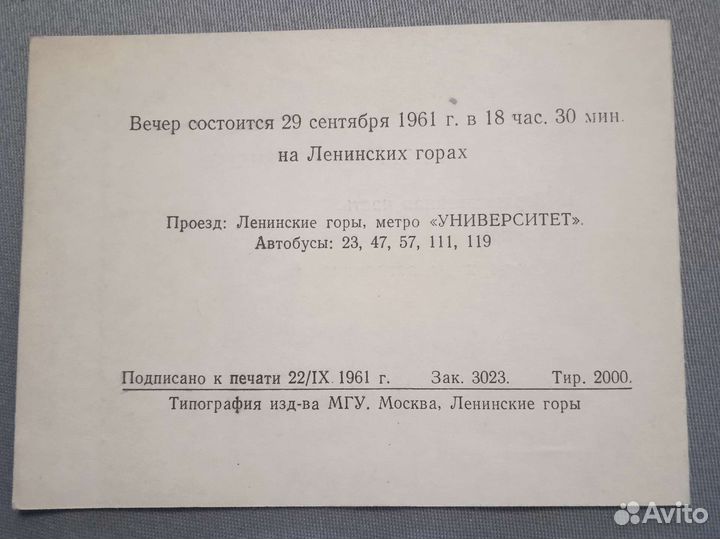 Вечер состоится 29 сентября 1961 г. в 18 час. 30 мин.
на Ленинских горах
Проезд: Ленинские горы, метро «УНИВЕРСИТЕТ».
Автобусы: 23, 47, 57, 111, 119
Подписано к печати 22/IX 1961 г. Зак. 3023. Тир. 2000.
Типография изд-ва МГУ. Москва, Ленинские горы
Avito